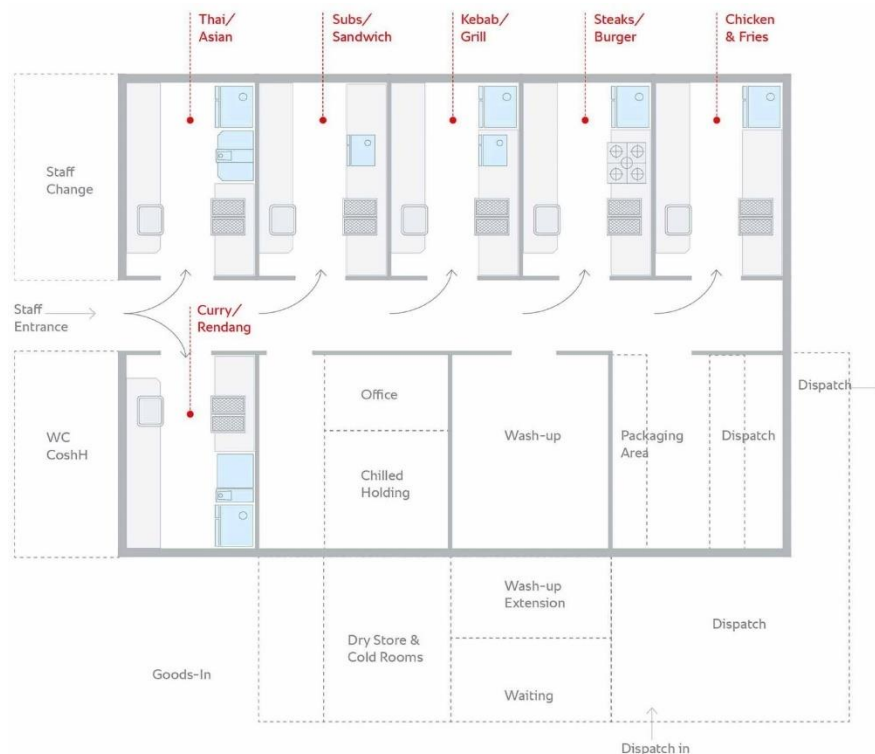 Thai/
Asian
Subs/
Sandwich
Kebab/
Grill
Steaks/
Burger
Chicken
& Fries
Staff
Change
Staff
Entrance
Curry/
Rendang
WC
CoshH
Office
Chilled
Holding
Wash-up
Packaging
Area
Dispatch
Dispatch
Wash-up
Extension
Dry Store &
Cold Rooms
Dispatch
Goods-In
Waiting
Dispatch in